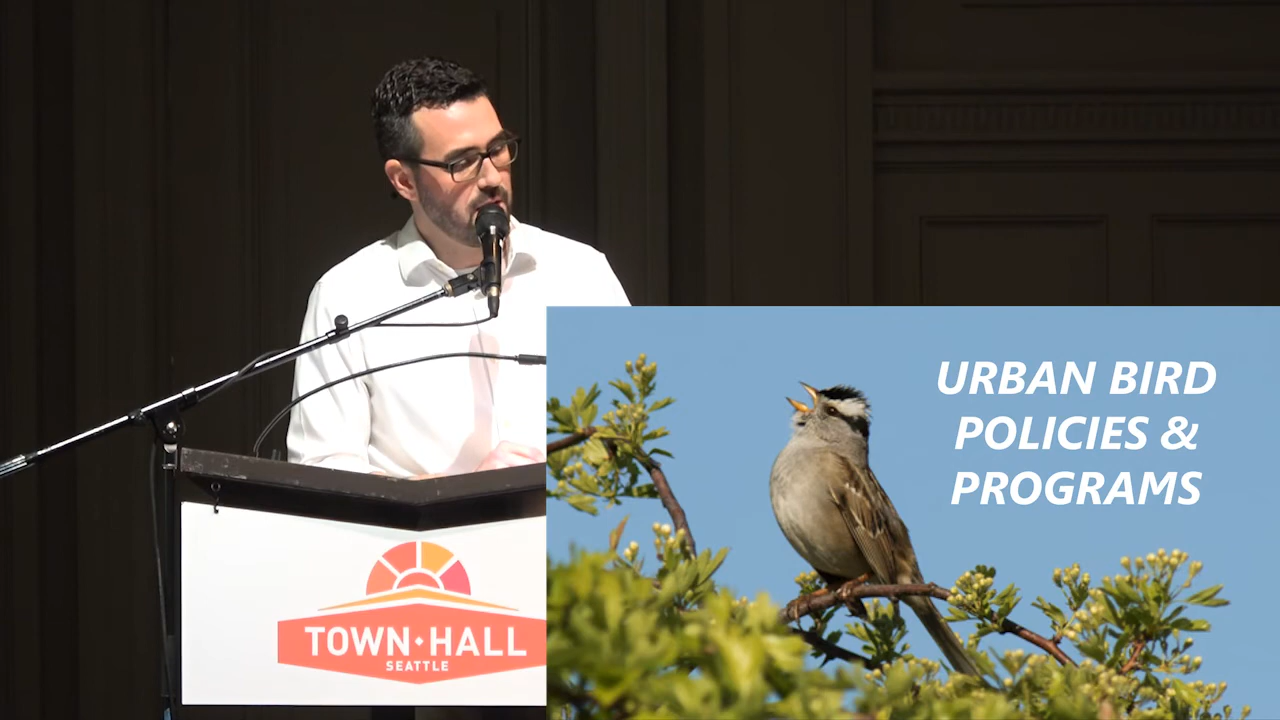 URBAN BIRD
POLICIES &
PROGRAMS
TOWN HALL
SEATTLE